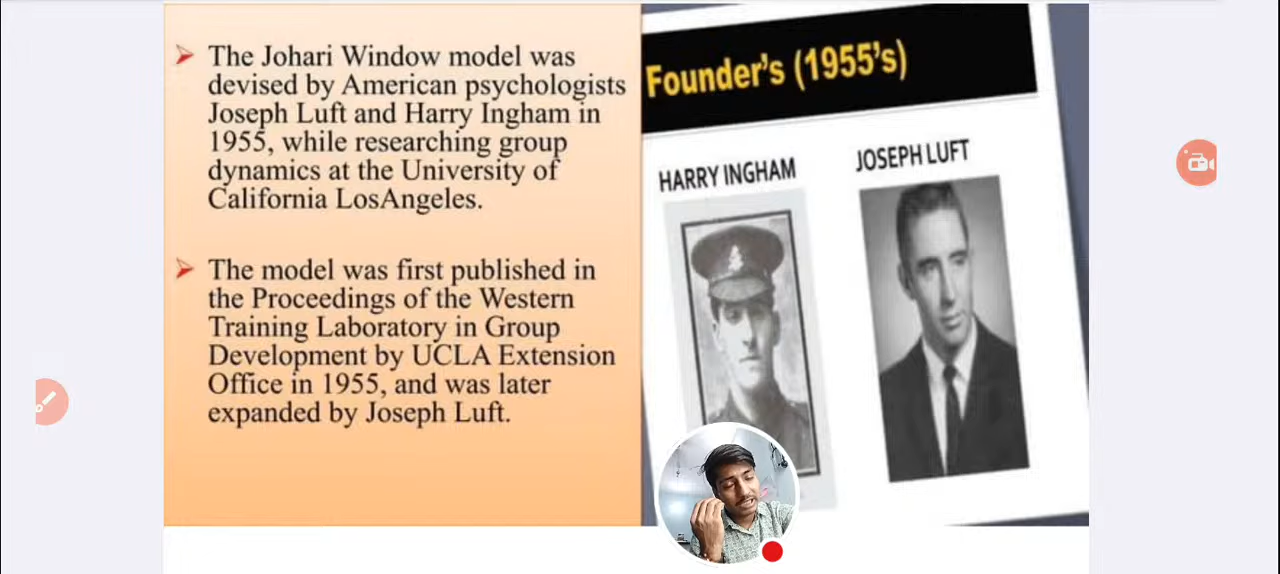 The Johari Window model was
devised by American psychologists
Joseph Luft and Harry Ingham in
1955, while researching group
dynamics at the University of
California LosAngeles.
The model was first published in
the Proceedings of the Western
Training Laboratory in Group
Development by UCLA Extension
Office in 1955, and was later
expanded by Joseph Luft.
Founder's (1955's)
HARRY INGHAM
JOSEPH LUFT